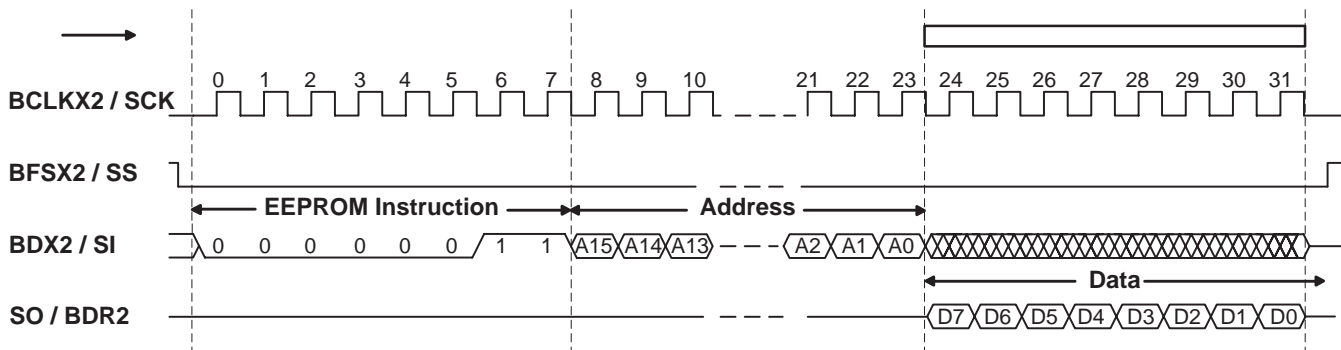 0 1 2 3 4 5 6 7 8 9 10 21 22 23 24 25 26 27 28 29 30 31
BCLKX2 / SCK
BFSX2 / SS
EEPROM Instruction Address
BDX2 / SI 0 0 0 0 0 0 1 1 A15 A14 A13 A2 A1 A0
Data
SO / BDR2 D7 D6 D5 D4 D3 D2 D1 D0